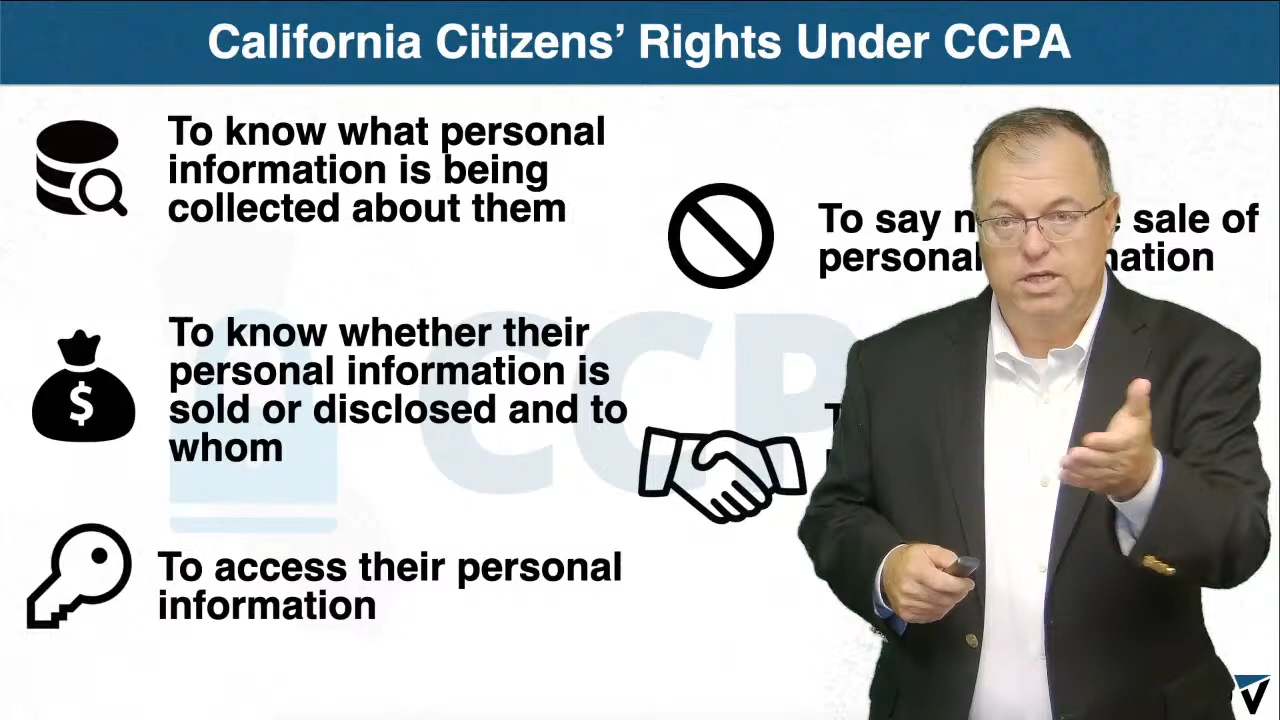 California Citizens' Rights Under CCPA
To know what personal
information is being
collected about them
To know whether their
personal information is
sold or disclosed and to
whom
$
To access their personal
information
To say sale of
personal
CCP